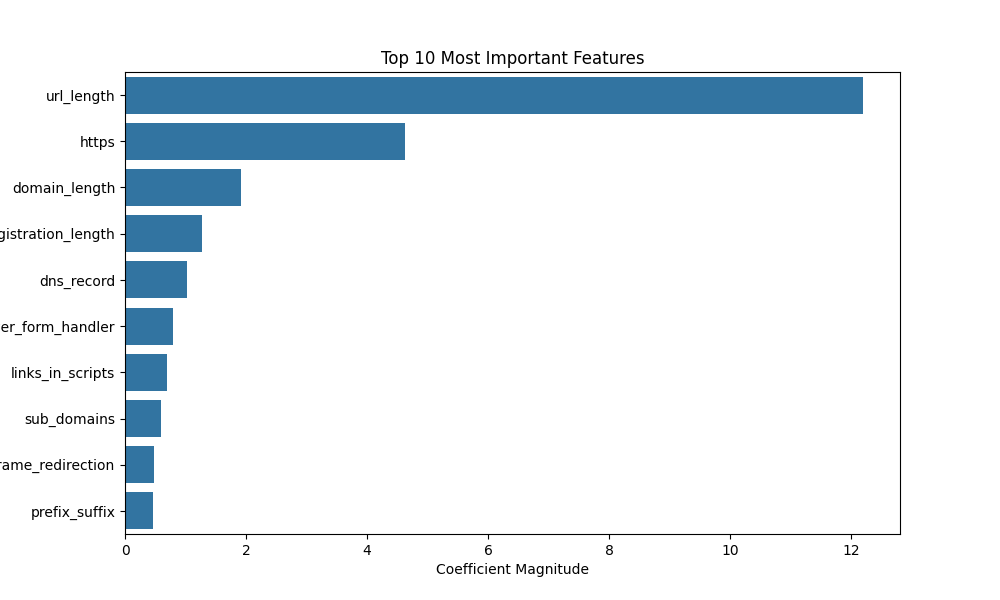 Top 10 Most Important Features
url_length
https
domain_length
gistration_length
dns_record
er_form_handler
links_in_scripts
sub_domains
rame_redirection
prefix_suffix
0 2 4 6 8 10 12
Coefficient Magnitude